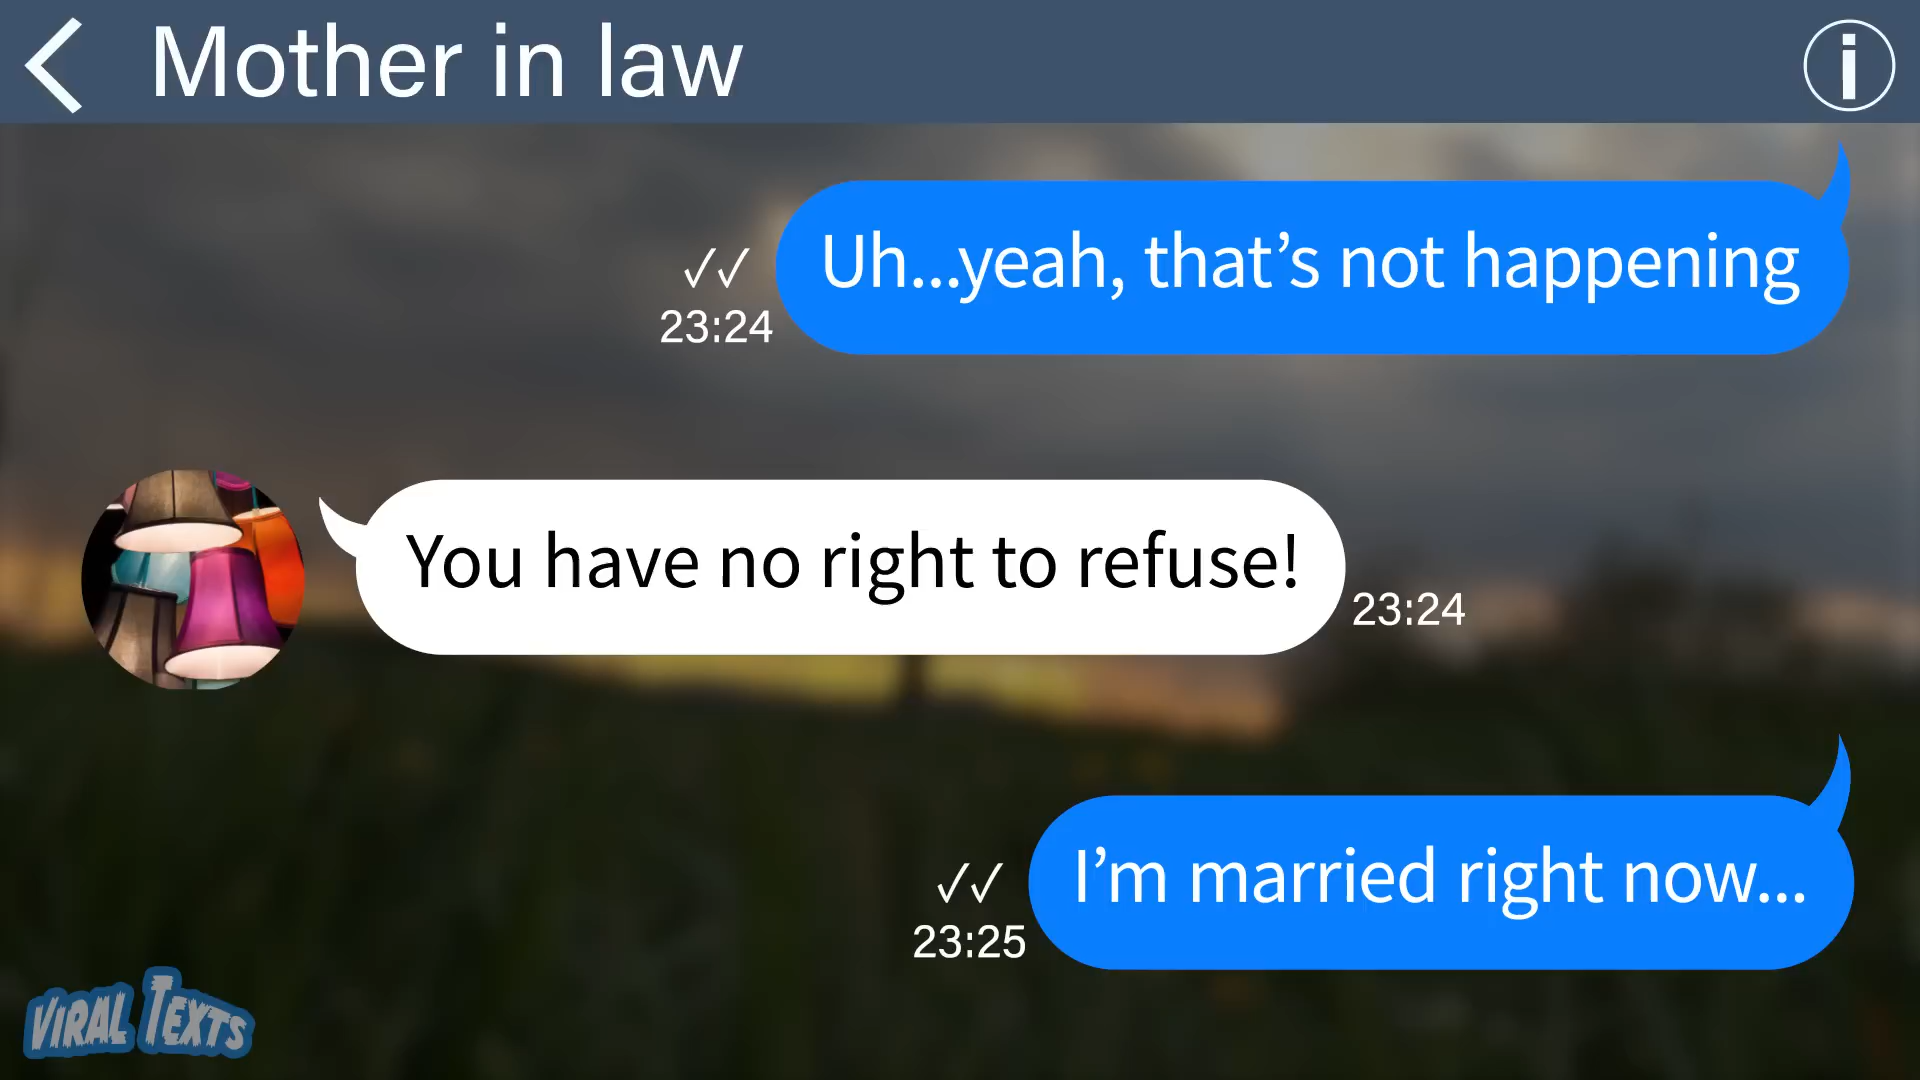 Mother in law
Uh...yeah, that’s not happening
✓✓
23:24
You have no right to refuse!
23:24
I’m married right now...
✓✓
23:25
VIRAL TEXTS